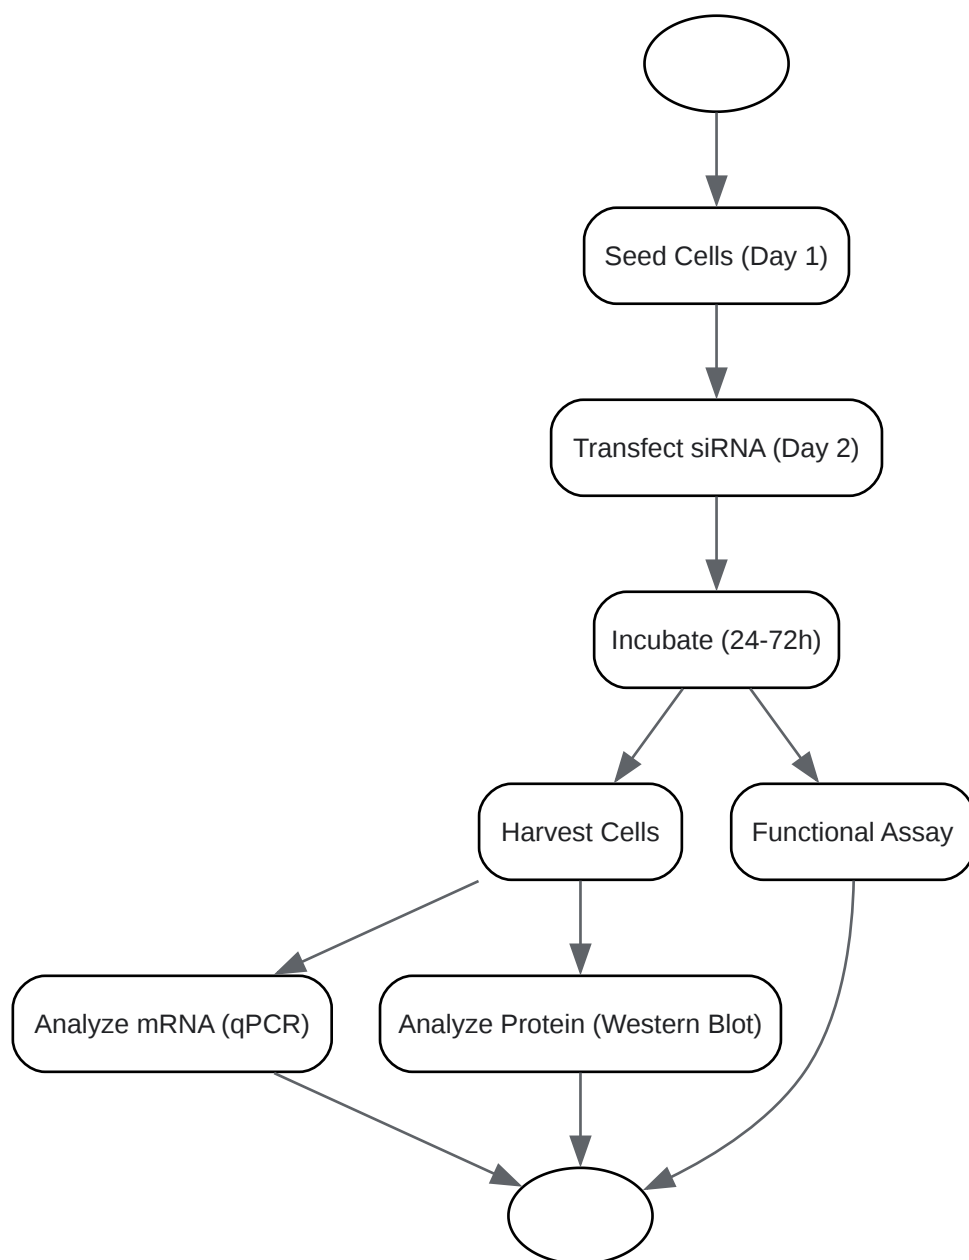 Seed Cells (Day 1)
Transfect siRNA (Day 2)
Incubate (24-72h)
Harvest Cells
Functional Assay
Analyze mRNA (qPCR)
Analyze Protein (Western Blot)